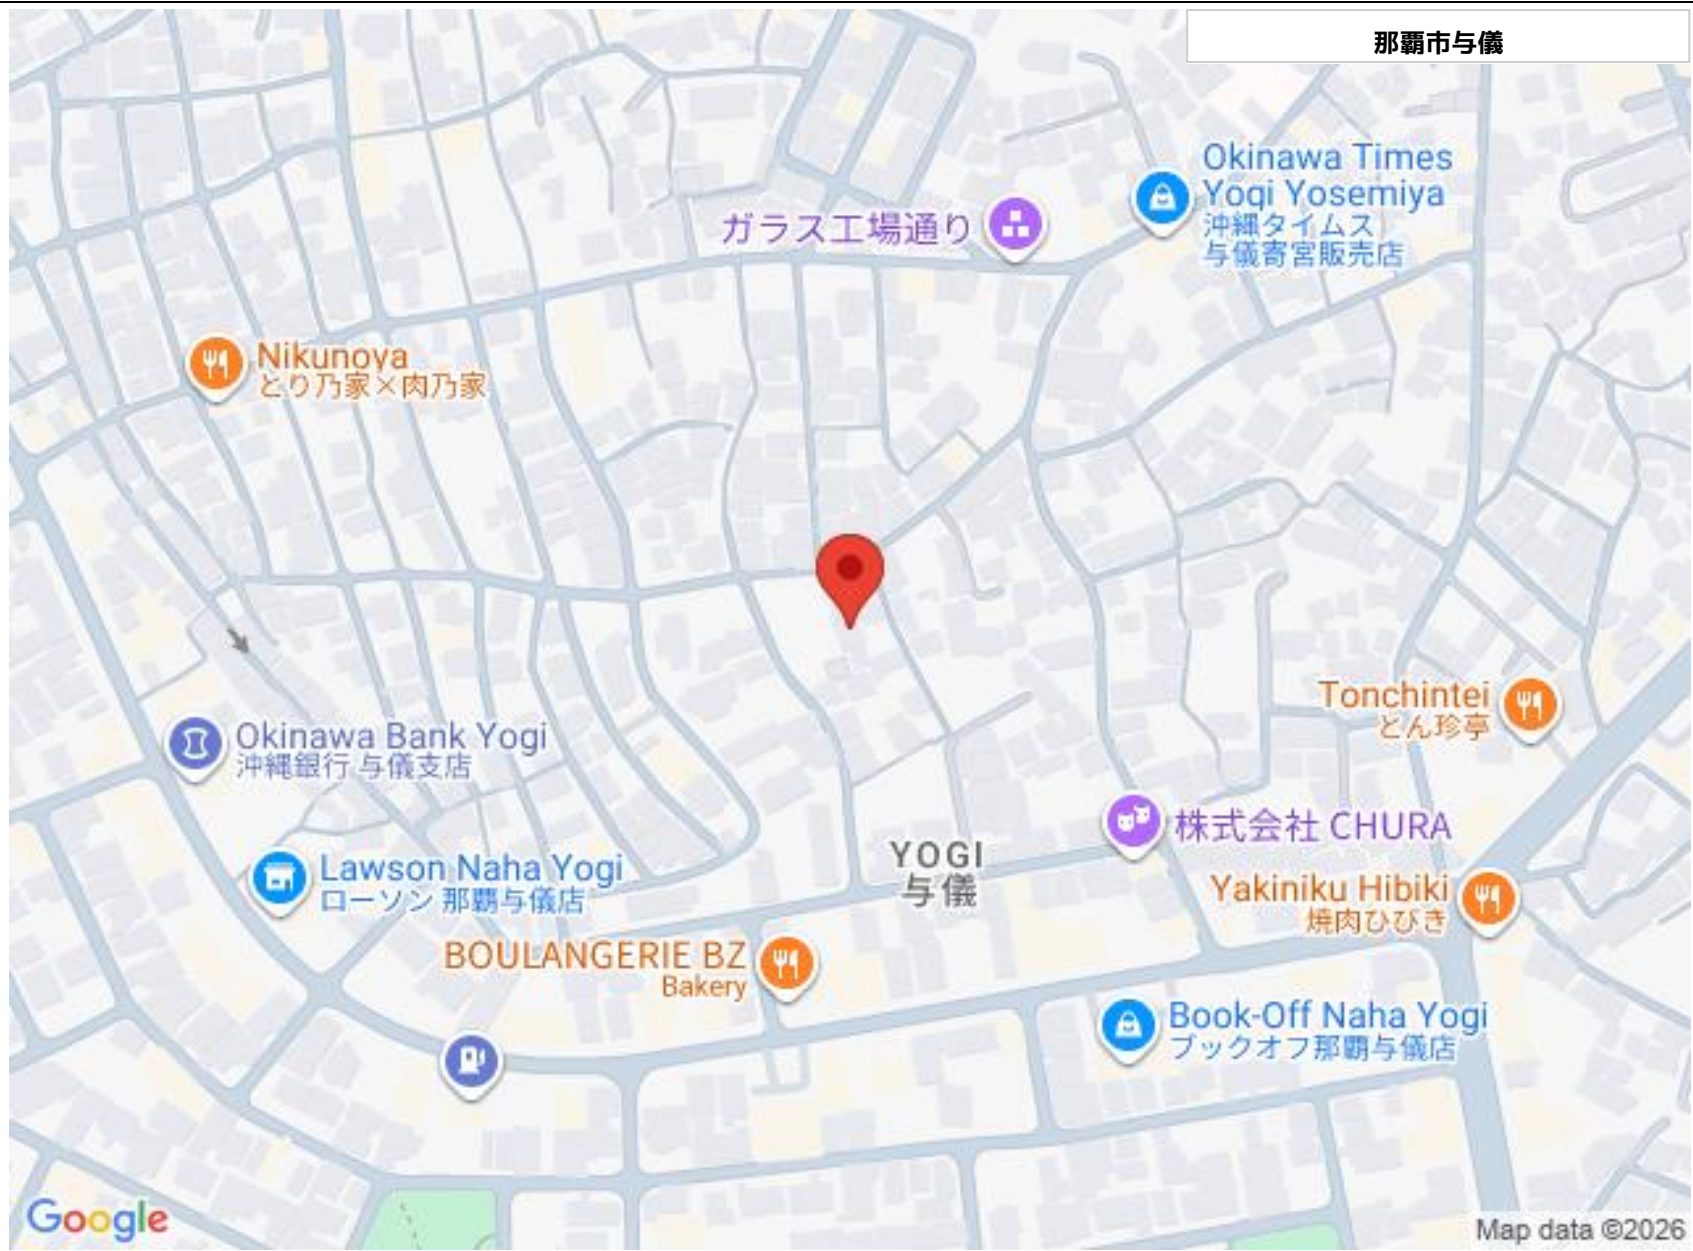 那覇市与儀
Okinawa Times
Yogi Yosemiya
沖縄タイムス
与儀寄宮販売店
ガラス工場通り
Nikunoya
とり乃家×肉乃家
Tonchintei
とん珍亭
Okinawa Bank Yogi
沖縄銀行 与儀支店
株式会社 CHURA
YOGI
与儀
Lawson Naha Yogi
ローソン 那覇与儀店
Yakiniku Hibiki
焼肉ひびき
BOULANGERIE BZ
Bakery
Book-Off Naha Yogi
ブックオフ那覇与儀店
Google
Map data ©2026